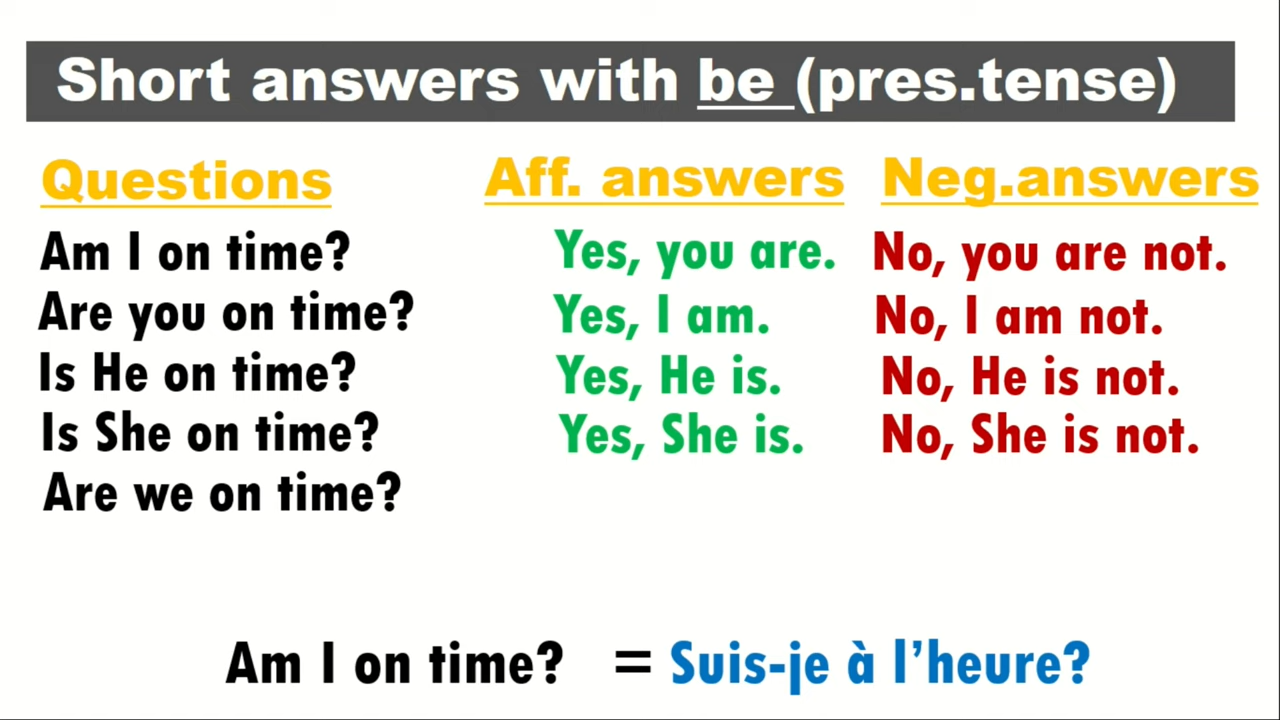 Short answers with be (pres.tense)
Questions Aff. answers Neg.answers
Am I on time? Yes, you are. No, you are not.
Are you on time? Yes, I am. No, I am not.
Is He on time? Yes, He is. No, He is not.
Is She on time? Yes, She is. No, She is not.
Are we on time?
Am I on time? = Suis-je à l’heure?